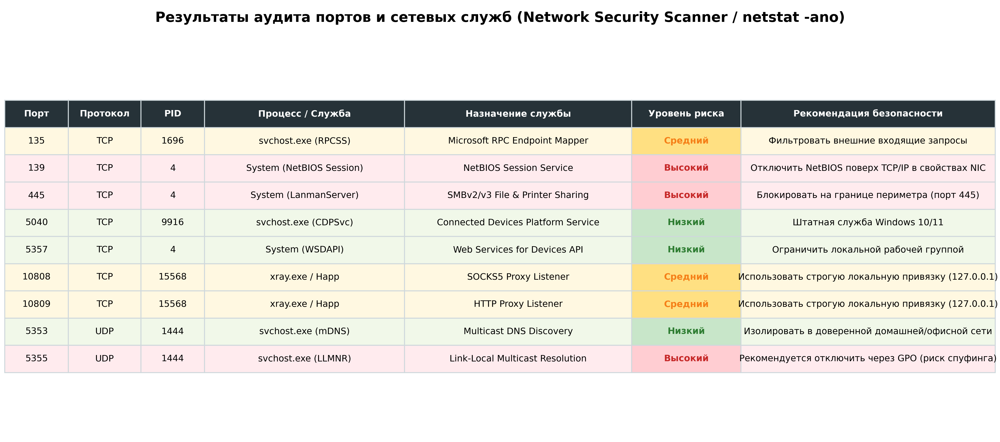 Результаты аудита портов и сетевых служб (Network Security Scanner / netstat -ano)
Порт Протокол PID Процесс / Служба Назначение службы Уровень риска Рекомендация безопасности
135 TCP 1696 svchost.exe (RPCSS) Microsoft RPC Endpoint Mapper Средний Фильтровать внешние входящие запросы
139 TCP 4 System (NetBIOS Session) NetBIOS Session Service Высокий Отключить NetBIOS поверх TCP/IP в свойствах NIC
445 TCP 4 System (LanmanServer) SMBv2/v3 File & Printer Sharing Высокий Блокировать на границе периметра (порт 445)
5040 TCP 9916 svchost.exe (CDPSvc) Connected Devices Platform Service Низкий Штатная служба Windows 10/11
5357 TCP 4 System (WSDAPI) Web Services for Devices API Низкий Ограничить локальной рабочей группой
10808 TCP 15568 xray.exe / Happ SOCKS5 Proxy Listener Средний Использовать строгую локальную привязку (127.0.0.1)
10809 TCP 15568 xray.exe / Happ HTTP Proxy Listener Средний Использовать строгую локальную привязку (127.0.0.1)
5353 UDP 1444 svchost.exe (mDNS) Multicast DNS Discovery Низкий Изолировать в доверенной домашней/офисной сети
5355 UDP 1444 svchost.exe (LLMNR) Link-Local Multicast Resolution Высокий Рекомендуется отключить через GPO (риск спуфинга)